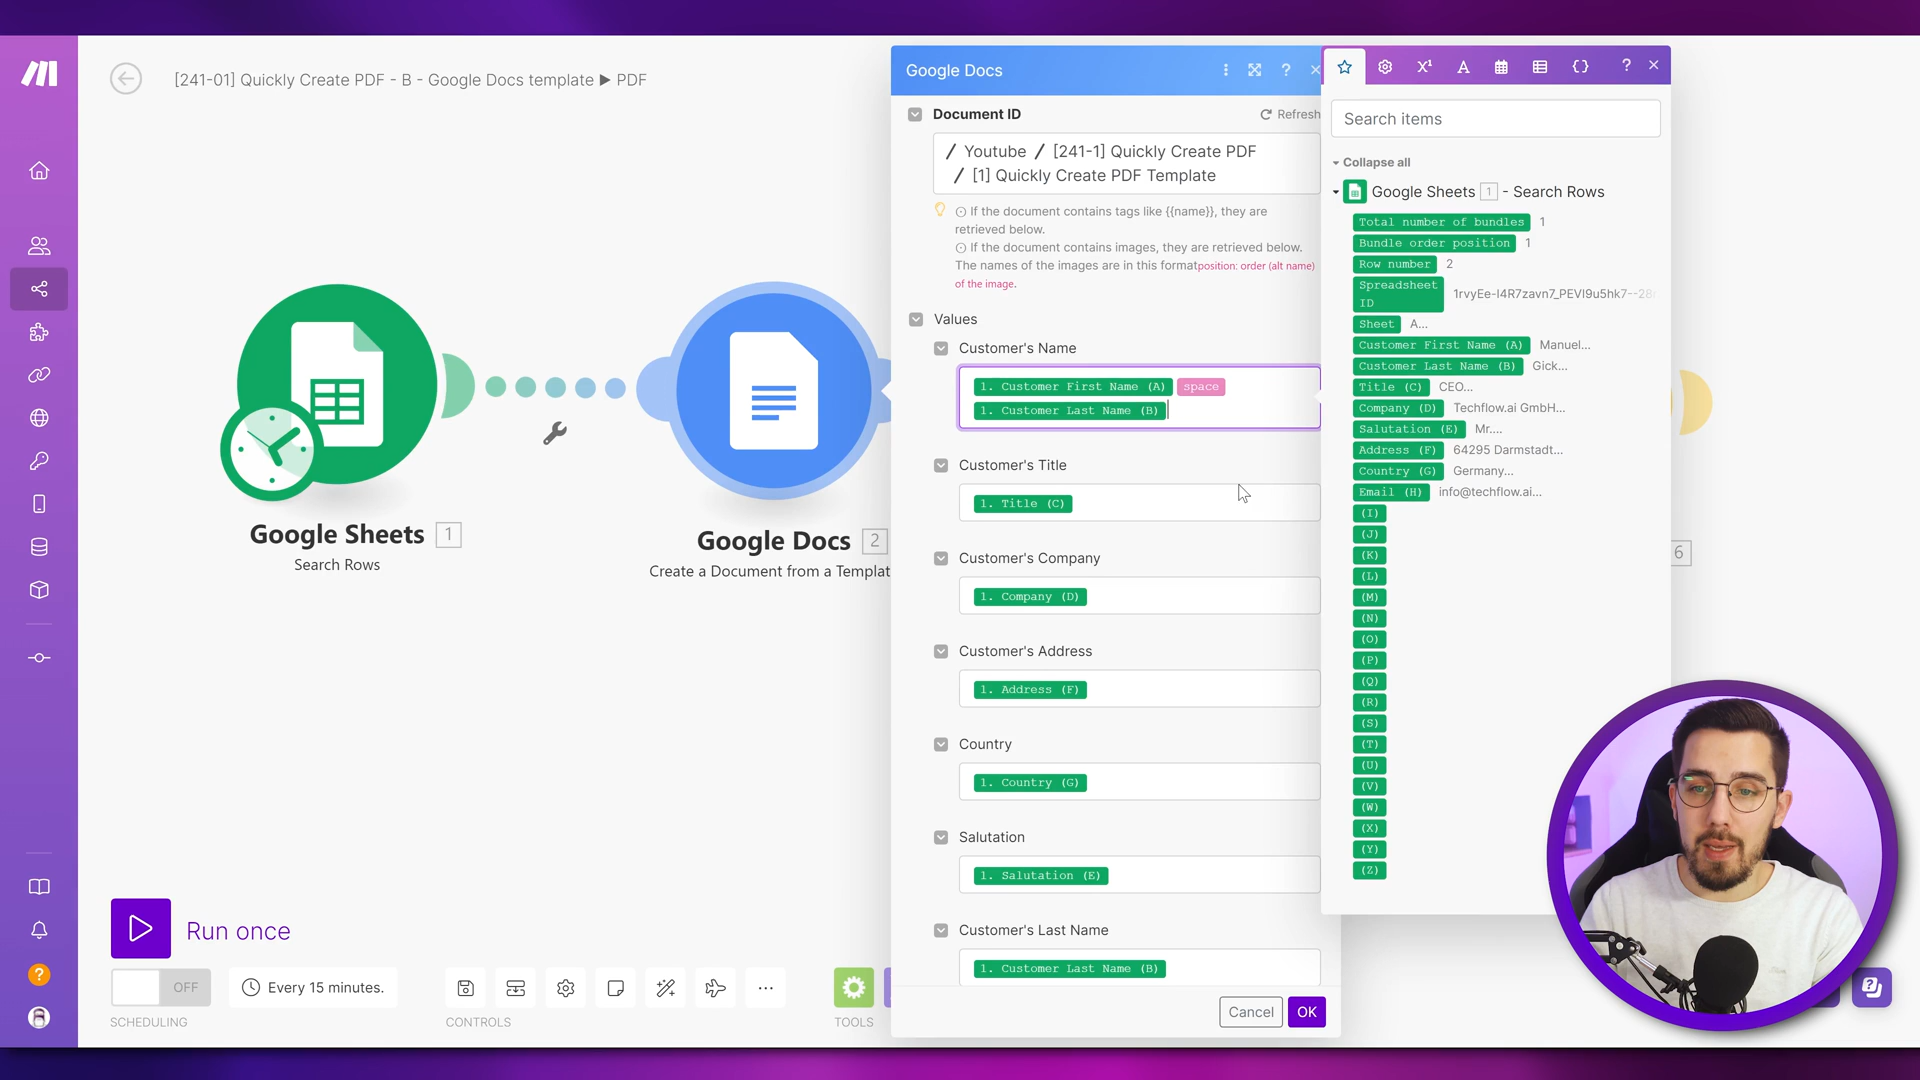 [241-01] Quickly Create PDF - B - Google Docs template ▶ PDF
Google Sheets 1
Search Rows
Google Docs 2
Create a Document from a Templat
6
Run once
OFF
Every 15 minutes.
SCHEDULING
CONTROLS
TOOLS
Google Docs
Document ID
Refresh
/ Youtube / [241-1] Quickly Create PDF
/ [1] Quickly Create PDF Template
If the document contains tags like {{name}}, they are
retrieved below.
If the document contains images, they are retrieved below.
The names of the images are in this formatposition: order (alt name)
of the image.
Values
Customer's Name
1. Customer First Name (A) space
1. Customer Last Name (B)
Customer's Title
1. Title (C)
Customer's Company
1. Company (D)
Customer's Address
1. Address (F)
Country
1. Country (G)
Salutation
1. Salutation (E)
Customer's Last Name
1. Customer Last Name (B)
Cancel
OK
Search items
Collapse all
Google Sheets 1 - Search Rows
Total number of bundles 1
Bundle order position 1
Row number 2
Spreadsheet
ID
1rvyEe-I4R7zavn7_PEVI9u5hk7--28
Sheet A...
Customer First Name (A) Manuel...
Customer Last Name (B) Gick...
Title (C) CEO...
Company (D) Techflow.ai GmbH...
Salutation (E) Mr....
Address (F) 64295 Darmstadt...
Country (G) Germany...
Email (H) info@techflow.ai...
(I)
(J)
(K)
(L)
(M)
(N)
(O)
(P)
(Q)
(R)
(S)
(T)
(U)
(V)
(W)
(X)
(Y)
(Z)